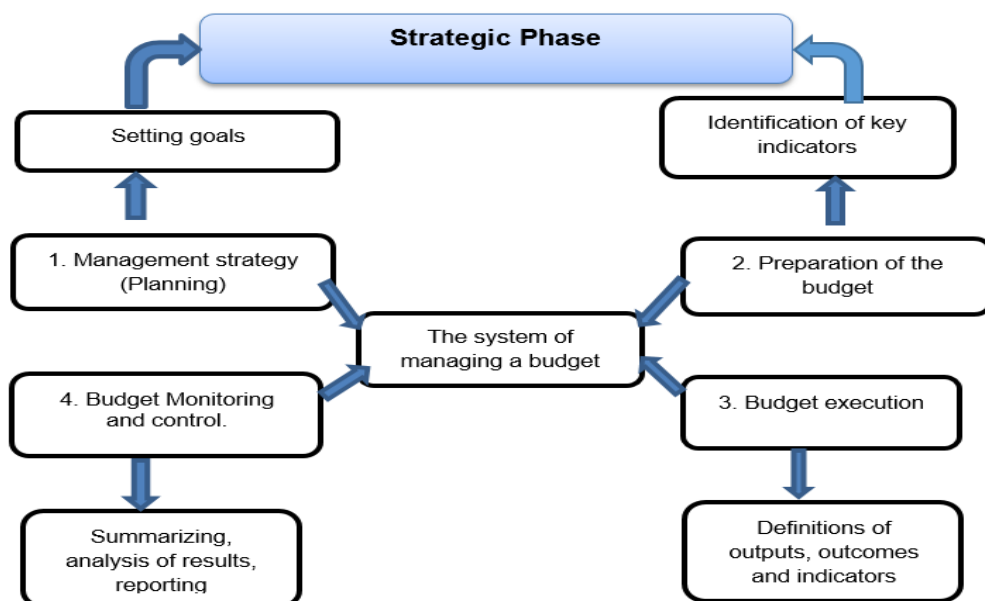 Strategic Phase
Setting goals
Identification of key
indicators
1. Management strategy
(Planning)
2. Preparation of the
budget
The system of
managing a budget
4. Budget Monitoring
and control.
3. Budget execution
Summarizing,
analysis of results,
reporting
Definitions of
outputs, outcomes
and indicators